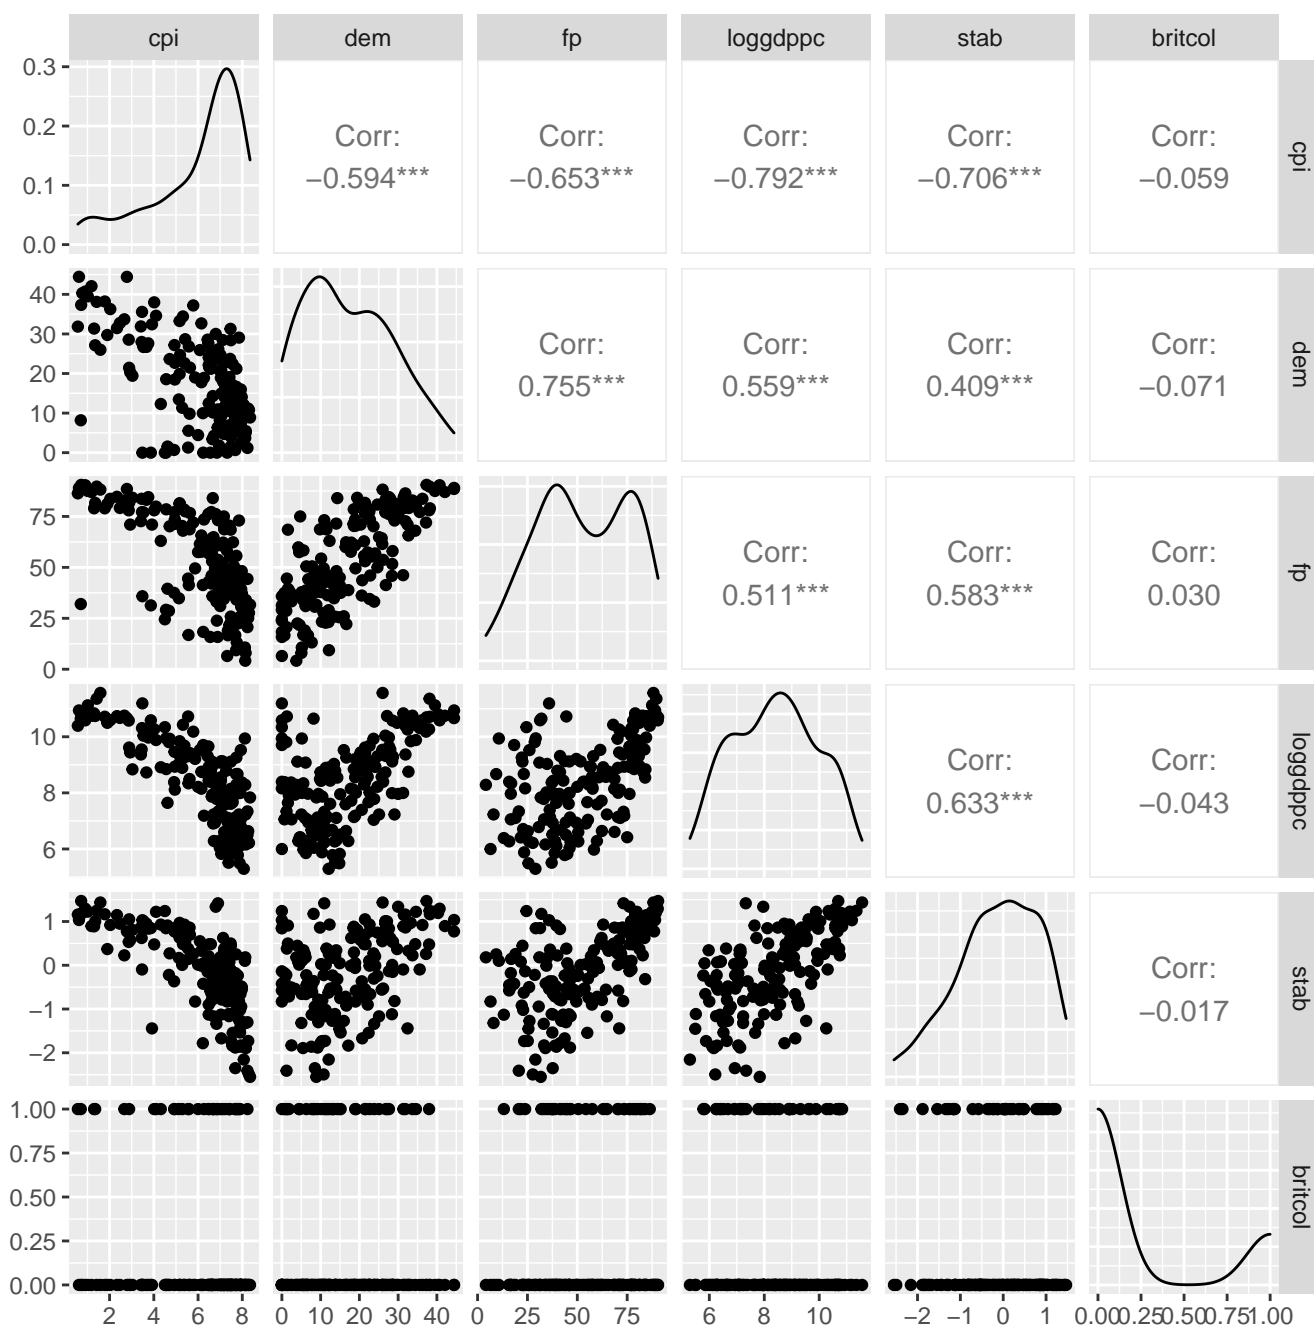 cpi dem fp loggdppc stab britcol
0.3
0.2
0.1
0.0
Corr: Corr: Corr: Corr: Corr:
−0.594*** −0.653*** −0.792*** −0.706*** −0.059
cpi
40
30
20
10
0
Corr: Corr: Corr: Corr:
0.755*** 0.559*** 0.409*** −0.071
dem
75
50
25
0
Corr: Corr: Corr:
0.511*** 0.583*** 0.030
fp
10
8
6
Corr: Corr:
0.633*** −0.043
loggdppc
1
0
−1
−2
Corr:
−0.017
stab
1.00
0.75
0.50
0.25
0.00
britcol
2 4 6 8 0 10 20 30 40 0 25 50 75 6 8 10 −2 −1 0 1 0.00 0.25 0.50 0.75 1.00